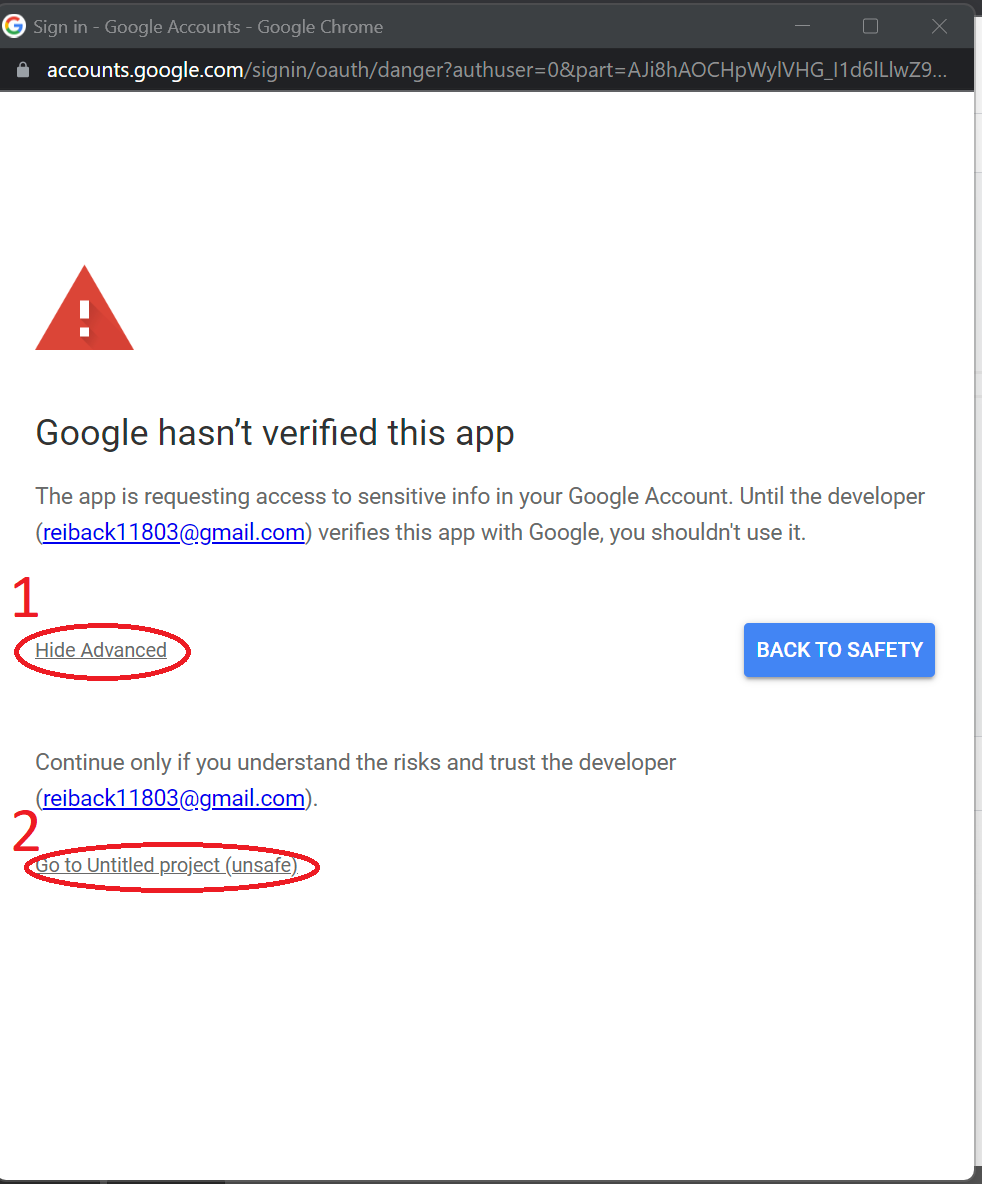 Sign in - Google Accounts - Google Chrome
accounts.google.com/signin/oauth/danger?authuser=0&part=AJi8hAOCHpWylVHG_I1d6lLlwZ9...
Google hasn’t verified this app
The app is requesting access to sensitive info in your Google Account. Until the developer
(reiback11803@gmail.com) verifies this app with Google, you shouldn't use it.
1
Hide Advanced
BACK TO SAFETY
Continue only if you understand the risks and trust the developer
(reiback11803@gmail.com).
2
Go to Untitled project (unsafe)